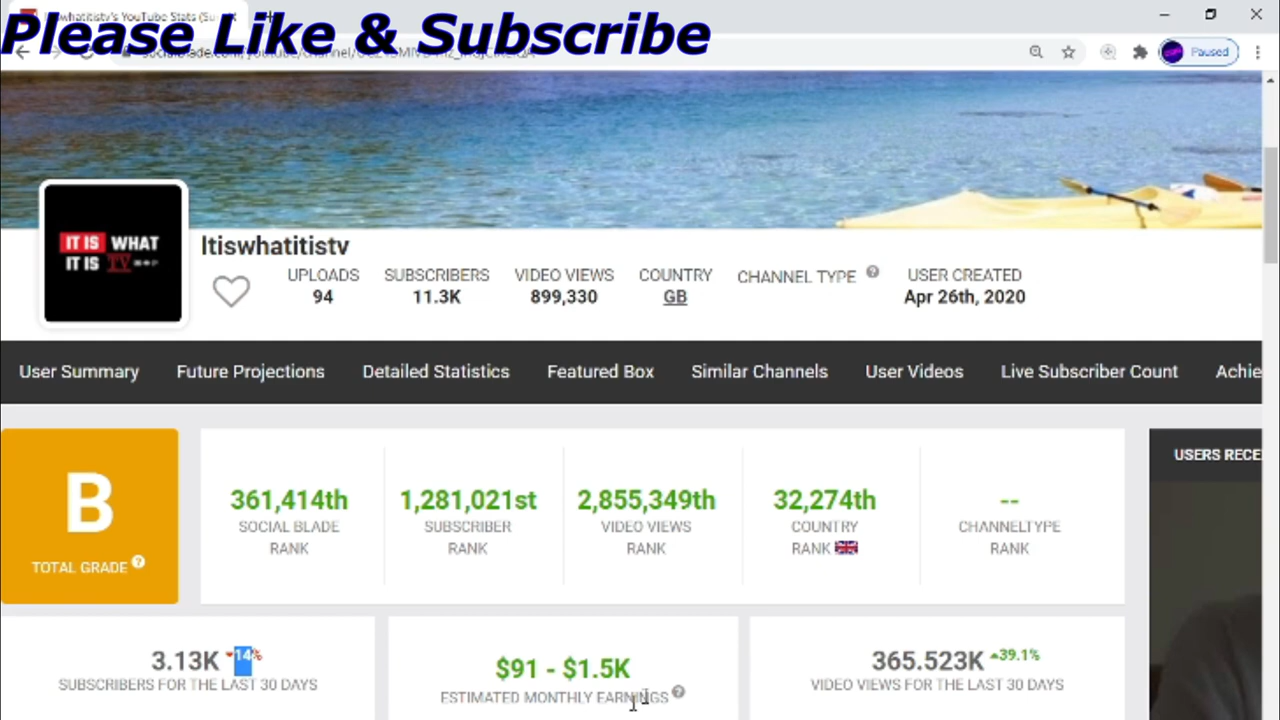 Please Like & Subscribe
Paused
IT IS WHAT
IT IS TV
Itiswhatitistv
UPLOADS
94
SUBSCRIBERS
11.3K
VIDEO VIEWS
899,330
COUNTRY
GB
CHANNEL TYPE
USER CREATED
Apr 26th, 2020
User Summary
Future Projections
Detailed Statistics
Featured Box
Similar Channels
User Videos
Live Subscriber Count
Achie
B
TOTAL GRADE
361,414th
SOCIAL BLADE
RANK
1,281,021st
SUBSCRIBER
RANK
2,855,349th
VIDEO VIEWS
RANK
32,274th
COUNTRY
RANK
--
CHANNELTYPE
RANK
USERS RECE
3.13K 14%
SUBSCRIBERS FOR THE LAST 30 DAYS
$91 - $1.5K
ESTIMATED MONTHLY EARNINGS
365.523K 39.1%
VIDEO VIEWS FOR THE LAST 30 DAYS